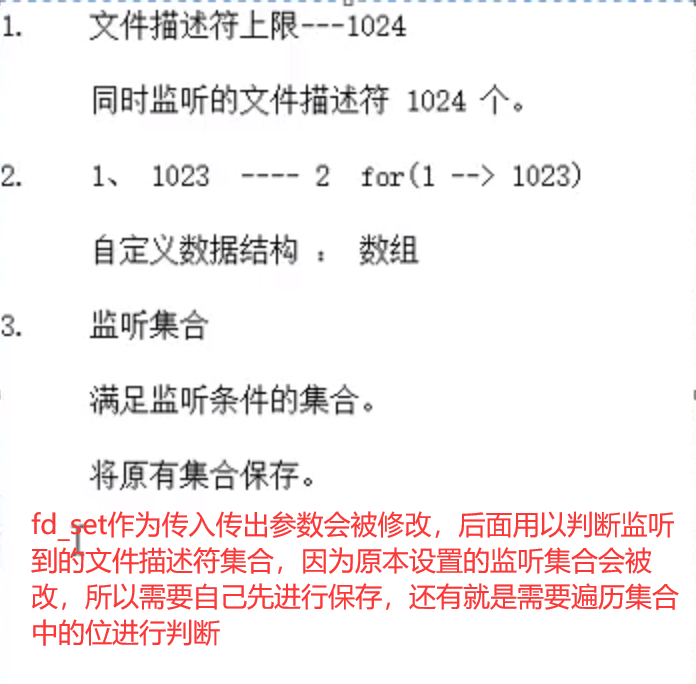 1. 文件描述符上限---1024
同时监听的文件描述符 1024 个。
2. 1、 1023 ---- 2 for(1 --> 1023)
自定义数据结构 : 数组
3. 监听集合
满足监听条件的集合。
将原有集合保存。
fd_set作为传入传出参数会被修改，后面用以判断监听
到的文件描述符集合，因为原本设置的监听集合会被
改，所以需要自己先进行保存，还有就是需要遍历集合
中的位进行判断